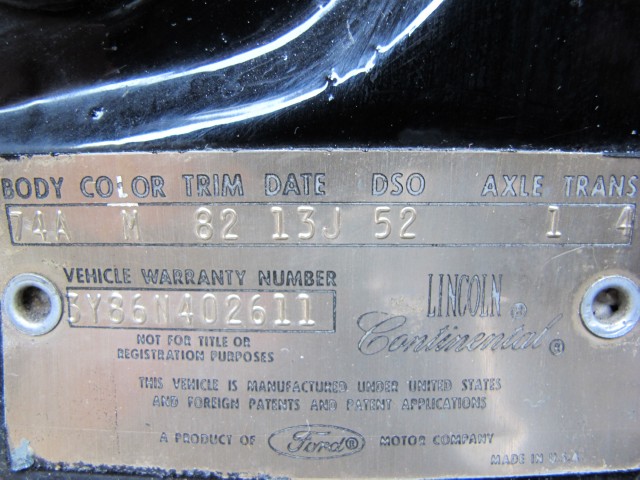 BODY COLOR TRIM DATE DSO AXLE TRANS
74A M 82 13J 52 1 4
VEHICLE WARRANTY NUMBER
3Y86N402611
NOT FOR TITLE OR
REGISTRATION PURPOSES
LINCOLN ®
Continental ®
THIS VEHICLE IS MANUFACTURED UNDER UNITED STATES
AND FOREIGN PATENTS AND PATENT APPLICATIONS
A PRODUCT OF Ford® MOTOR COMPANY
MADE IN U.S.A.